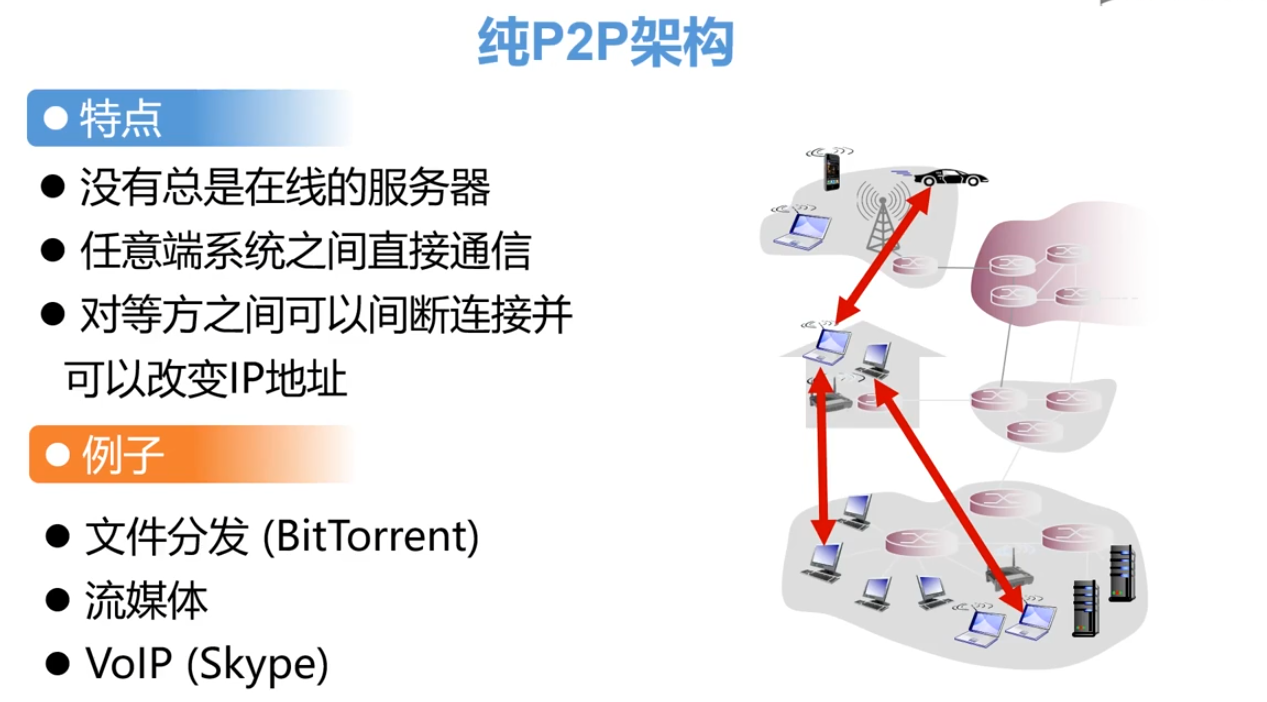 纯P2P架构
特点
没有总是在线的服务器
任意端系统之间直接通信
对等方之间可以间断连接并
可以改变IP地址
例子
文件分发 (BitTorrent)
流媒体
VoIP (Skype)